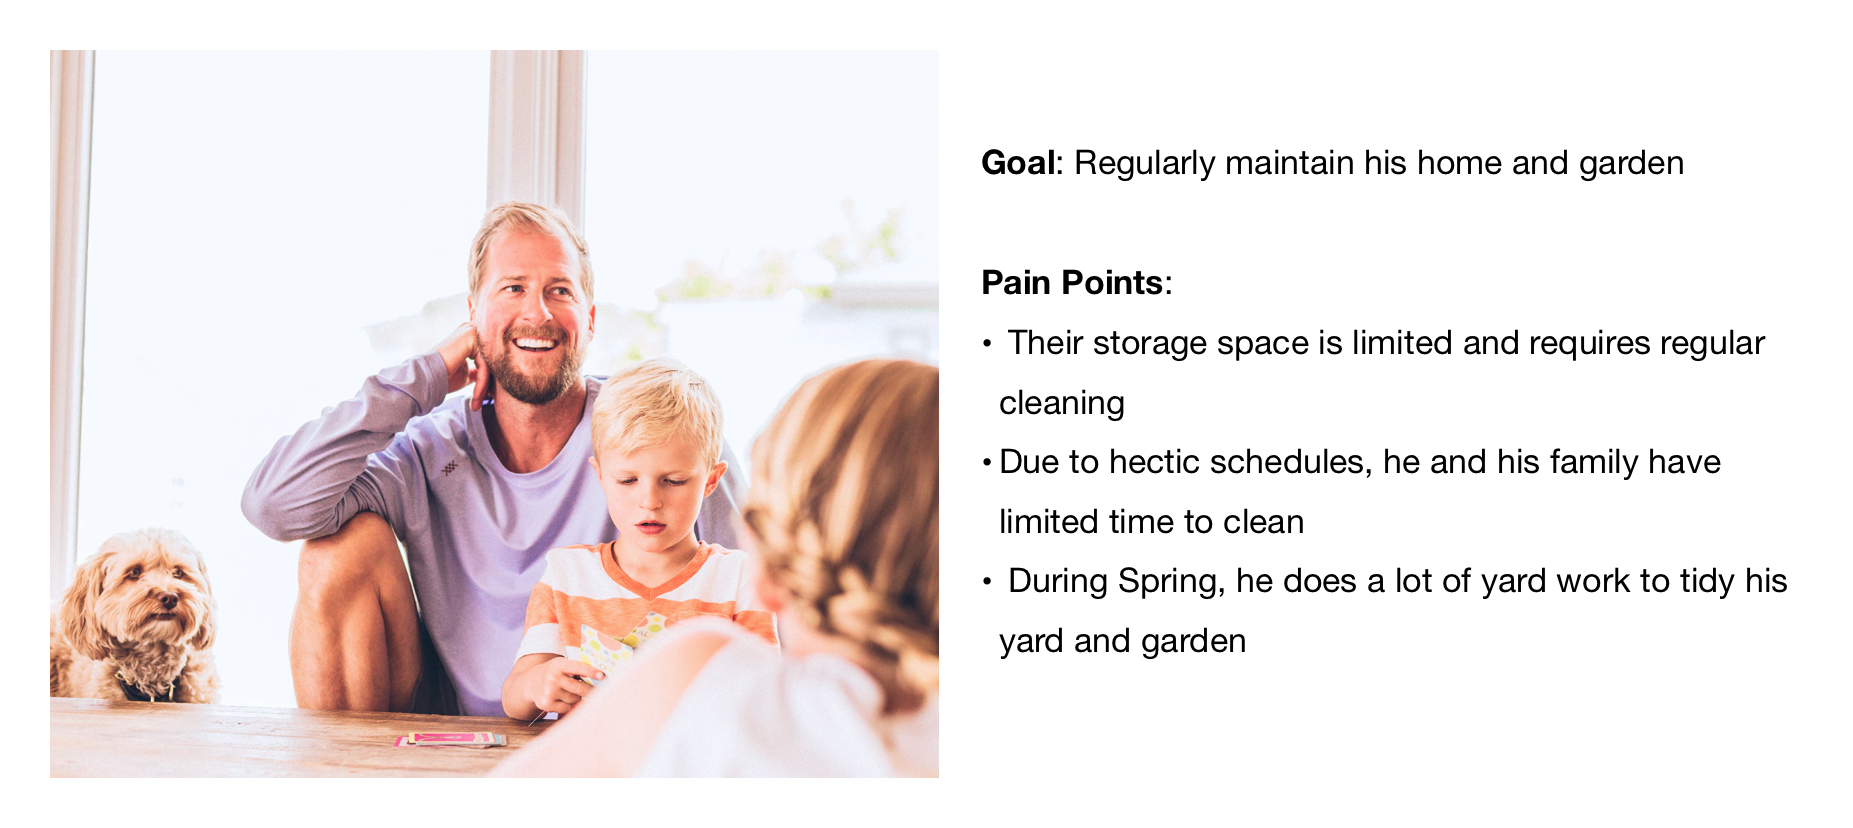 Goal: Regularly maintain his home and garden
Pain Points:
• Their storage space is limited and requires regular
cleaning
• Due to hectic schedules, he and his family have
limited time to clean
• During Spring, he does a lot of yard work to tidy his
yard and garden